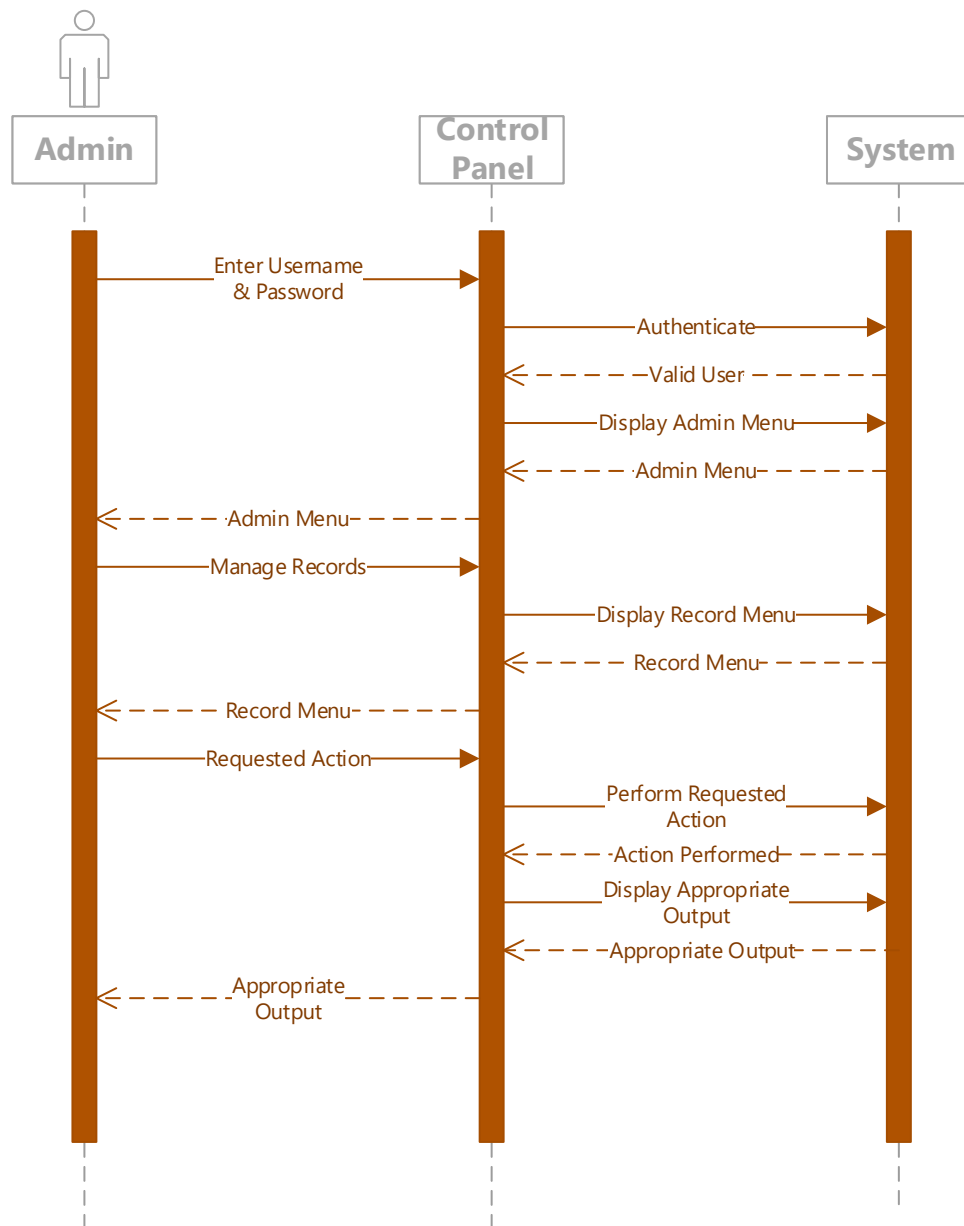 Admin
Control
Panel
System
Enter Username
& Password
Authenticate
Valid User
Display Admin Menu
Admin Menu
Admin Menu
Manage Records
Display Record Menu
Record Menu
Record Menu
Requested Action
Perform Requested
Action
Action Performed
Display Appropriate
Output
Appropriate Output
Appropriate
Output